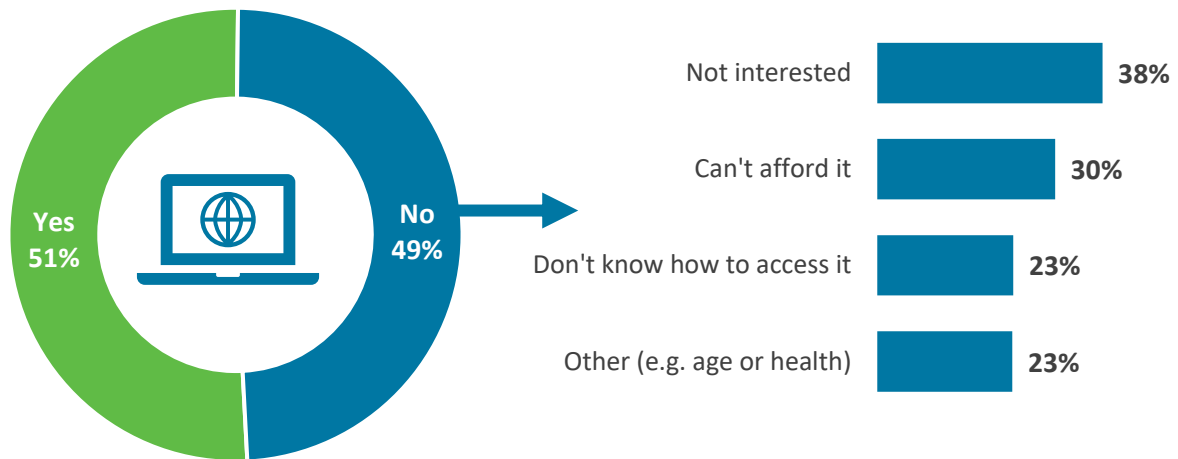 Yes
51%
No
49%
Not interested
38%
Can't afford it
30%
Don't know how to access it
23%
Other (e.g. age or health)
23%